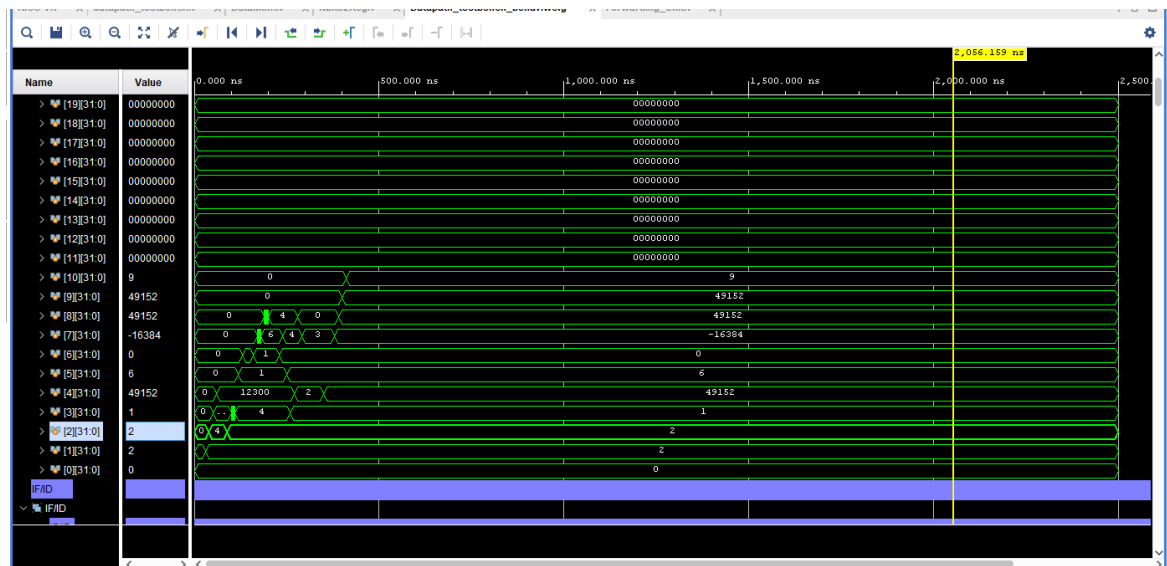 2,056.159 ns
Name Value 0.000 ns 500.000 ns 1,000.000 ns 1,500.000 ns 2,000.000 ns 2,500.
[19][31:0] 00000000 00000000
[18][31:0] 00000000 00000000
[17][31:0] 00000000 00000000
[16][31:0] 00000000 00000000
[15][31:0] 00000000 00000000
[14][31:0] 00000000 00000000
[13][31:0] 00000000 00000000
[12][31:0] 00000000 00000000
[11][31:0] 00000000 00000000
[10][31:0] 9 0 9
[9][31:0] 49152 0 49152
[8][31:0] 49152 0 4 0 49152
[7][31:0] -16384 0 6 4 3 -16384
[6][31:0] 0 0 1 0
[5][31:0] 6 0 1 6
[4][31:0] 49152 0 12300 2 49152
[3][31:0] 1 0 .. 4 1
[2][31:0] 2 0 4 2
[1][31:0] 2 2
[0][31:0] 0 0
IF/ID
IF/ID